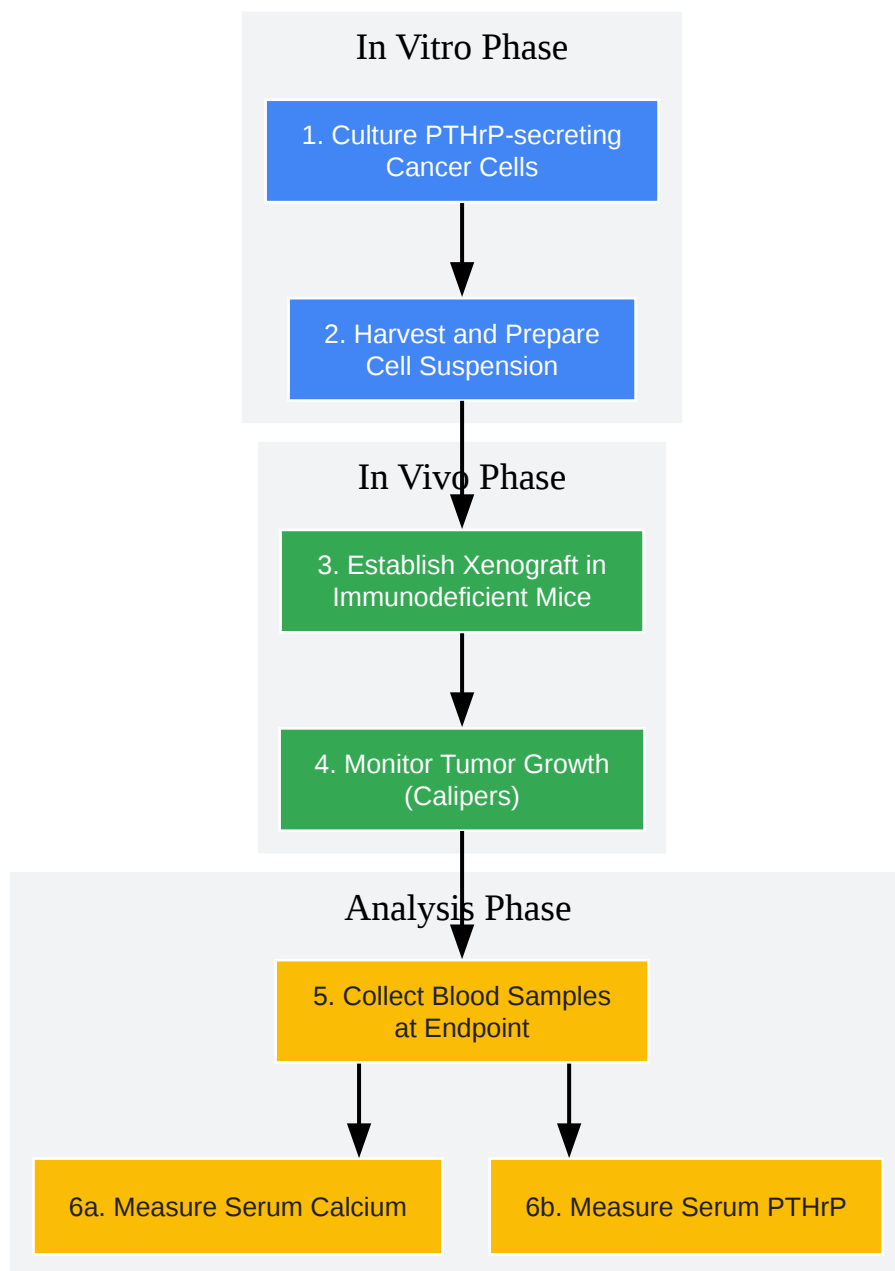 In Vitro Phase
1. Culture PTHrP-secreting
Cancer Cells
2. Harvest and Prepare
Cell Suspension
In Vivo Phase
3. Establish Xenograft in
Immunodeficient Mice
4. Monitor Tumor Growth
(Calipers)
Analysis Phase
5. Collect Blood Samples
at Endpoint
6a. Measure Serum Calcium
6b. Measure Serum PTHrP